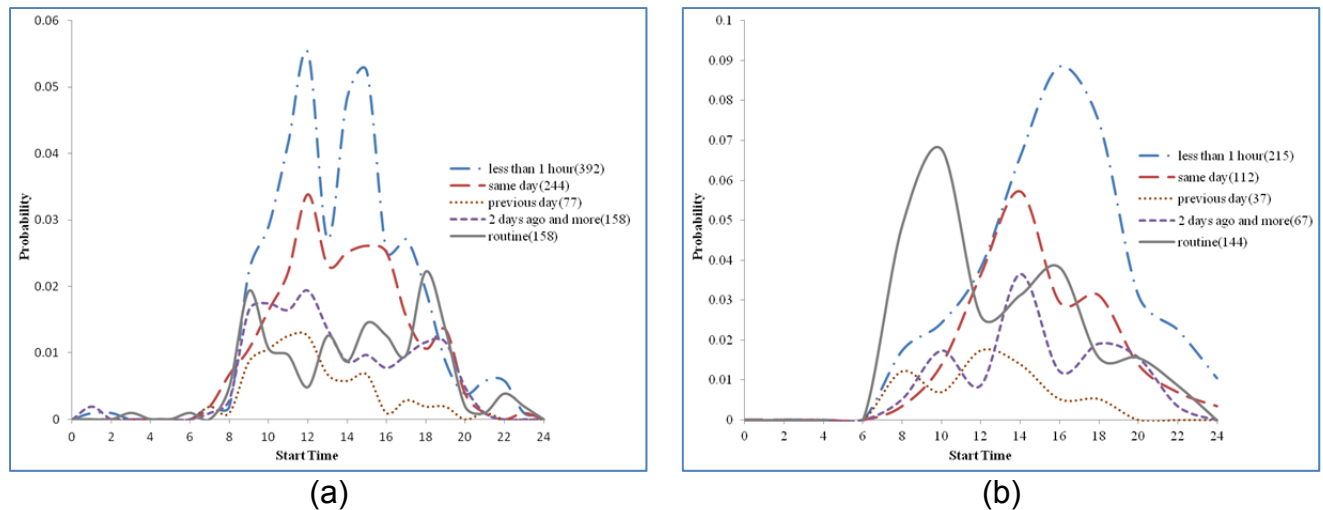 0.06
0.05
0.04
0.03
0.02
0.01
0
Probability
0 2 4 6 8 10 12 14 16 18 20 22 24
Start Time
less than 1 hour(392)
same day(244)
previous day(77)
2 days ago and more(158)
routine(158)
(a)
0.1
0.09
0.08
0.07
0.06
0.05
0.04
0.03
0.02
0.01
0
Probability
0 2 4 6 8 10 12 14 16 18 20 22 24
Start Time
less than 1 hour(215)
same day(112)
previous day(37)
2 days ago and more(67)
routine(144)
(b)